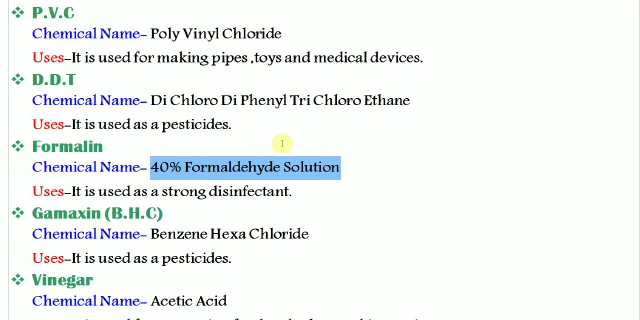 ❖ P.V.C
Chemical Name- Poly Vinyl Chloride
Uses-It is used for making pipes ,toys and medical devices.
❖ D.D.T
Chemical Name- Di Chloro Di Phenyl Tri Chloro Ethane
Uses-It is used as a pesticides.
❖ Formalin
Chemical Name- 40% Formaldehyde Solution
Uses-It is used as a strong disinfectant.
❖ Gamaxin (B.H.C)
Chemical Name- Benzene Hexa Chloride
Uses-It is used as a pesticides.
❖ Vinegar
Chemical Name- Acetic Acid